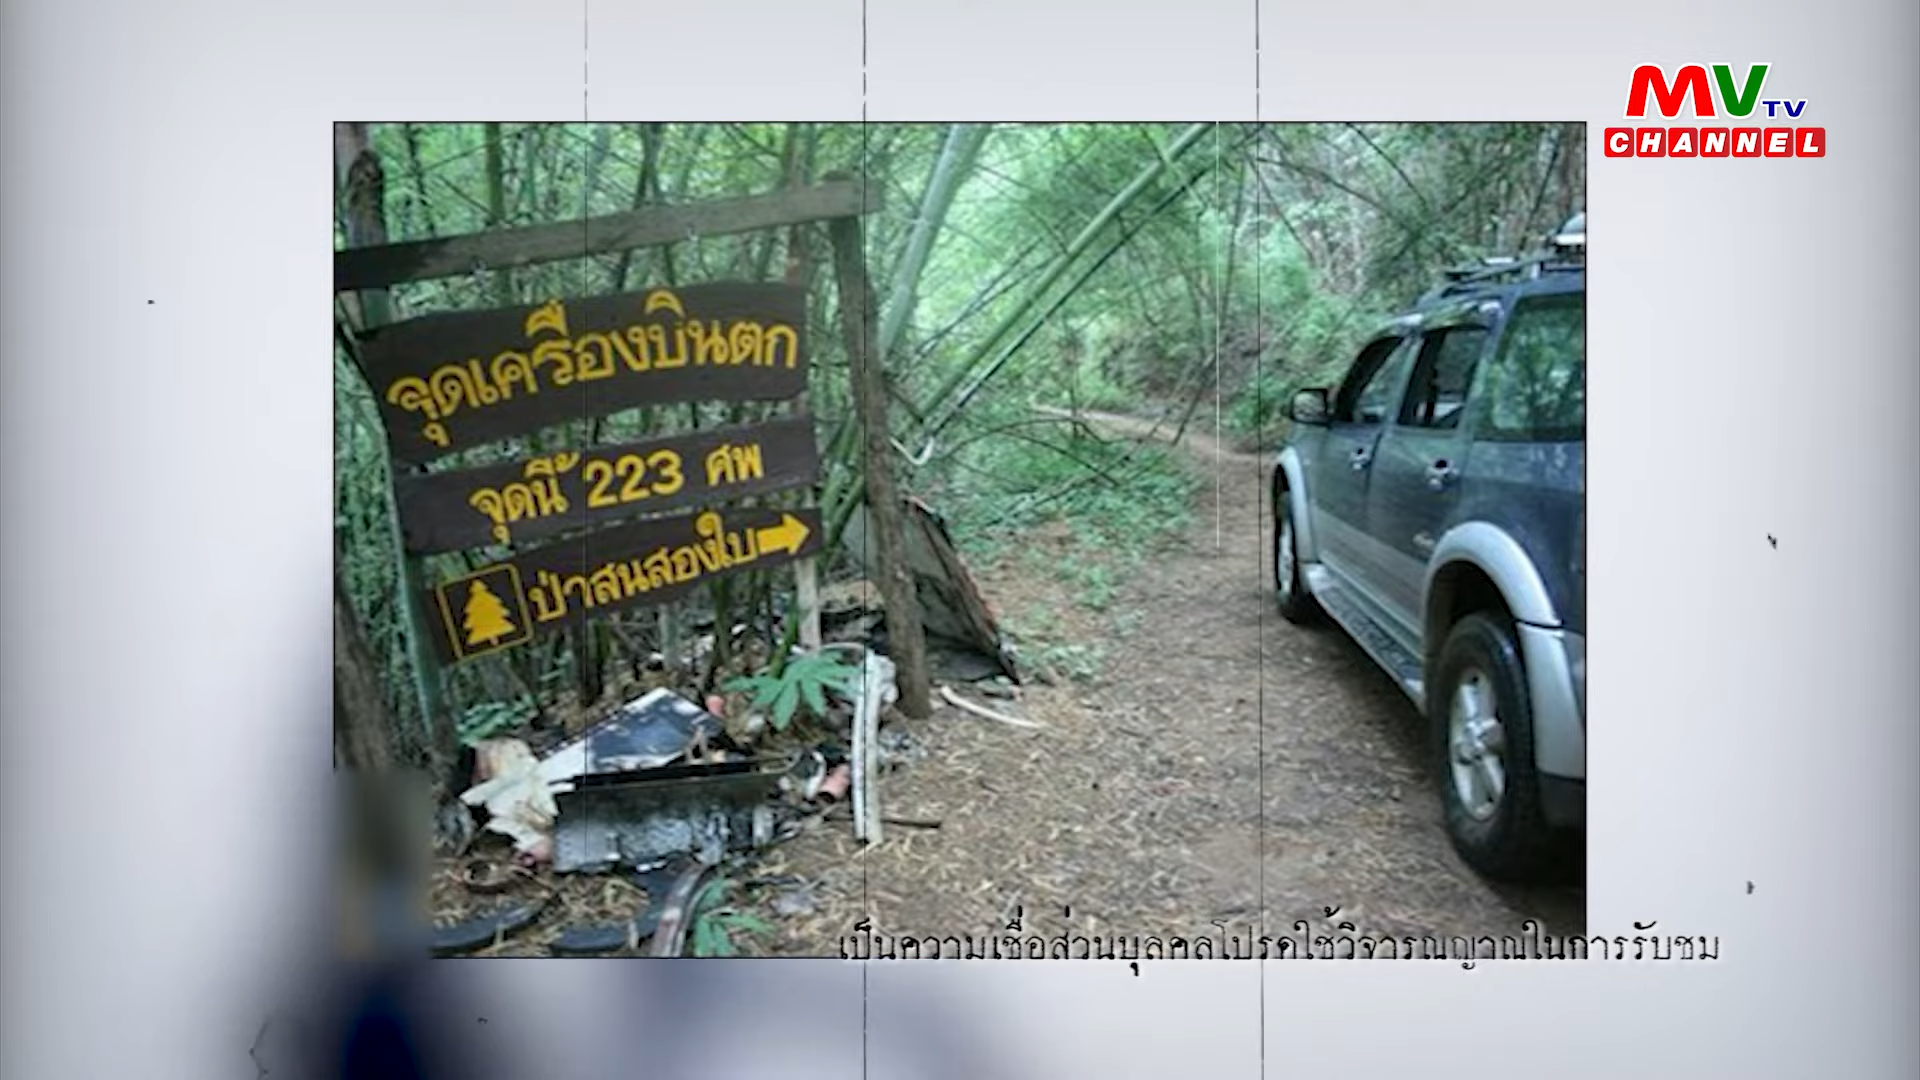 MVTV
CHANNEL
จุดเครื่องบินตก
จุดนี้ 223 ศพ
ป่าสนสองใบ
เป็นความเชื่อส่วนบุลคลโปรดใช้วิจารณญาณในการรับชม